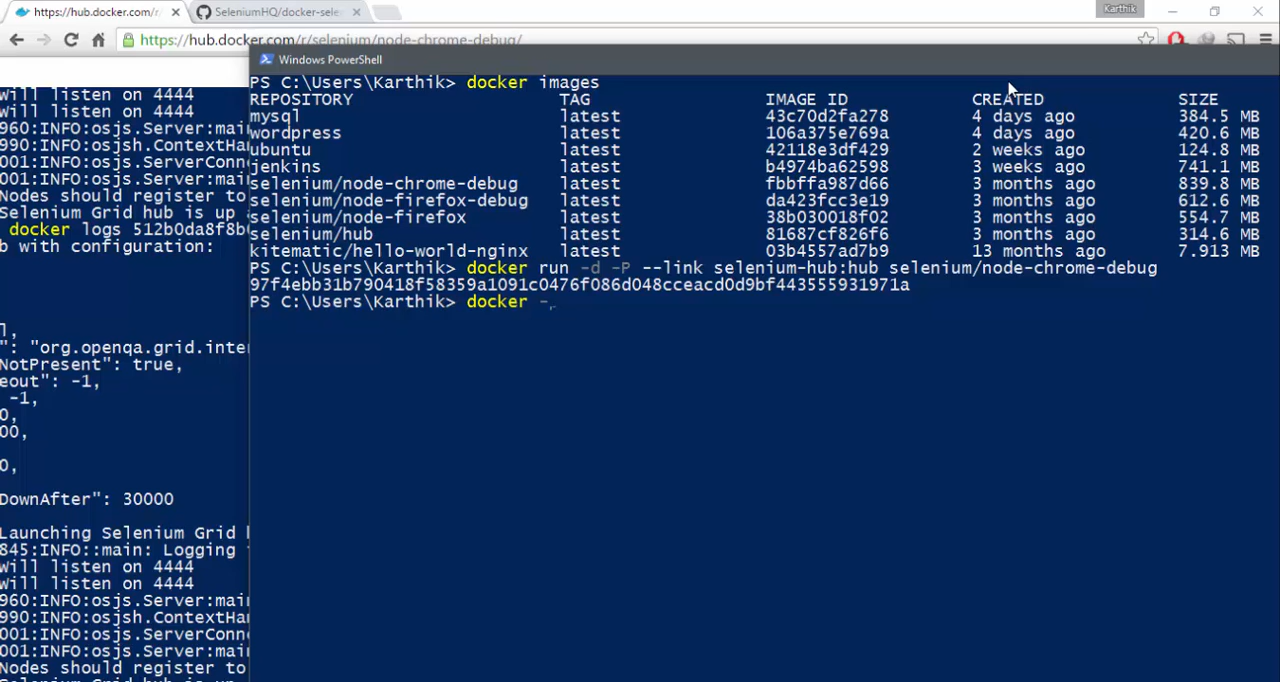 https://hub.docker.com/r/
SeleniumHQ/docker-sele
Karthik
https://hub.docker.com/r/selenium/node-chrome-debug/
Windows PowerShell
PS C:\Users\Karthik> docker images
REPOSITORY TAG IMAGE ID CREATED SIZE
mysql latest 43c70d2fa278 4 days ago 384.5 MB
wordpress latest 106a375e769a 4 days ago 420.6 MB
ubuntu latest 42118e3df429 2 weeks ago 124.8 MB
jenkins latest b4974ba62598 3 weeks ago 741.1 MB
selenium/node-chrome-debug latest fbbffa987d66 3 months ago 839.8 MB
selenium/node-firefox-debug latest da423fcc3e19 3 months ago 612.6 MB
selenium/node-firefox latest 38b030018f02 3 months ago 554.7 MB
selenium/hub latest 81687cf826f6 3 months ago 314.6 MB
kitematic/hello-world-nginx latest 03b4557ad7b9 13 months ago 7.913 MB
PS C:\Users\Karthik> docker run -d -P --link selenium-hub:hub selenium/node-chrome-debug
97f4ebb31b790418f58359a1091c0476f086d048cceacd0d9bf443555931971a
PS C:\Users\Karthik> docker -
will listen on 4444
will listen on 4444
960:INFO:osjs.Server:mai
990:INFO:osjsh.ContextHa
001:INFO:osjs.ServerConn
001:INFO:osjs.Server:mai
Nodes should register to
Selenium Grid hub is up
docker logs 512b0da8f8b
b with configuration:
],
": "org.openqa.grid.inte
NotPresent": true,
eout": -1,
-1,
0,
00,
0,
DownAfter": 30000
Launching Selenium Grid
845:INFO::main: Logging
will listen on 4444
will listen on 4444
960:INFO:osjs.Server:mai
990:INFO:osjsh.ContextHa
001:INFO:osjs.ServerConn
001:INFO:osjs.Server:mai
Nodes should register to